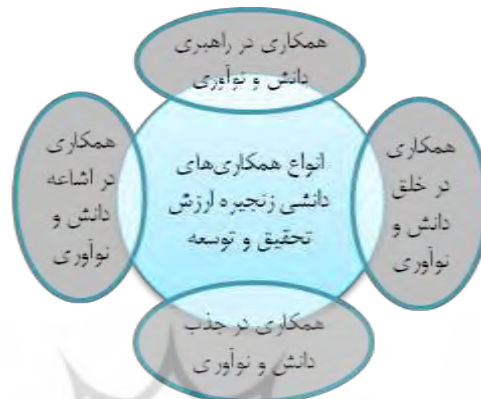 همکاری در راهبری
دانش و نوآوری
همکاری
در خلق
دانش و
نوآوری
انواع همکاری‌های
دانشی زنجیره ارزش
تحقیق و توسعه
همکاری
در اشاعه
دانش و
نوآوری
همکاری در جذب
دانش و نوآوری